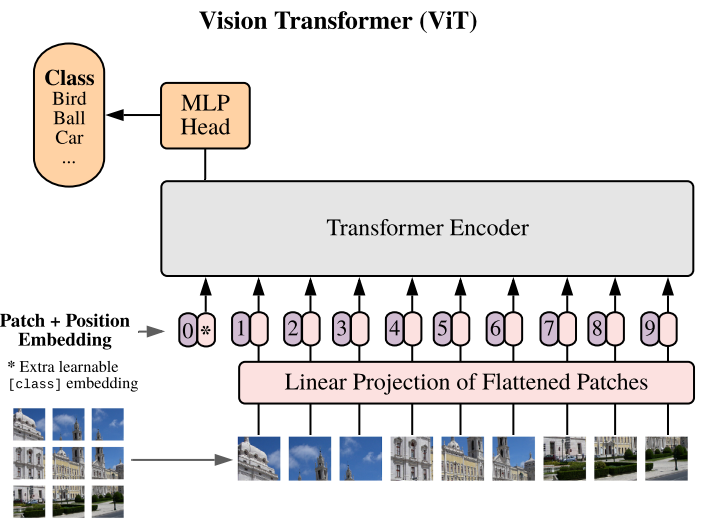 Vision Transformer (ViT)
Class
Bird
Ball
Car
...
MLP
Head
Transformer Encoder
Patch + Position
Embedding
0 * 1 2 3 4 5 6 7 8 9
* Extra learnable
[class] embedding
Linear Projection of Flattened Patches